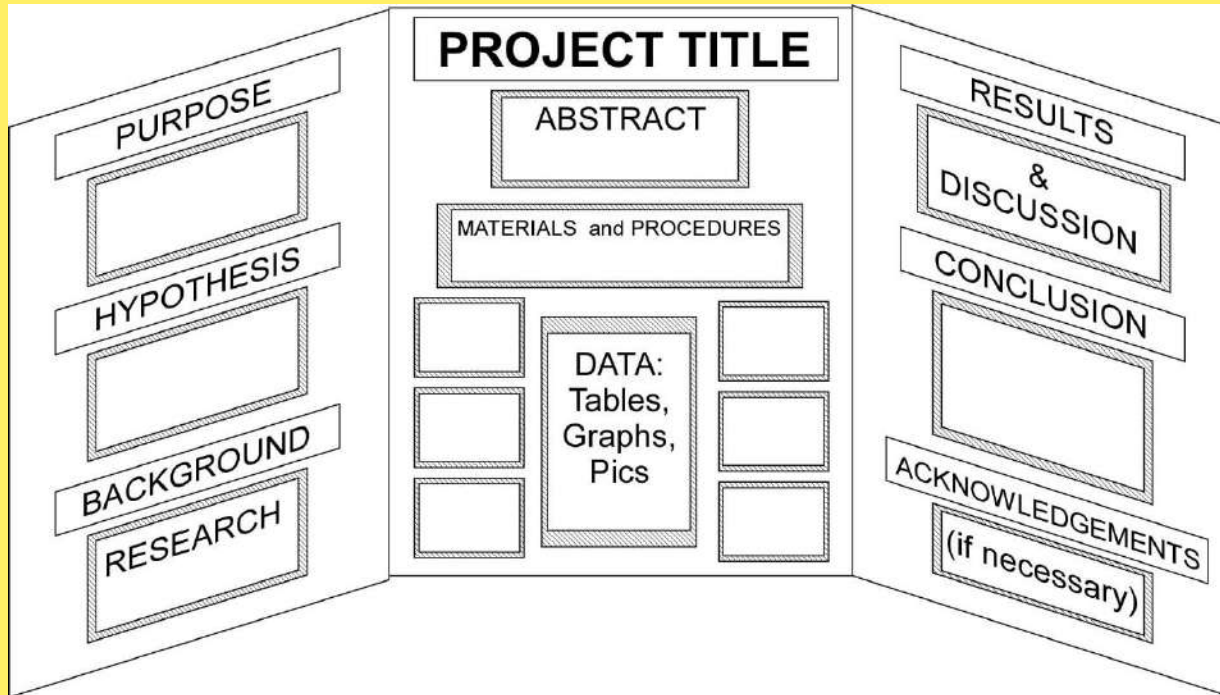 PURPOSE
HYPOTHESIS
BACKGROUND
RESEARCH
PROJECT TITLE
ABSTRACT
MATERIALS and PROCEDURES
DATA:
Tables,
Graphs,
Pics
RESULTS
&
DISCUSSION
CONCLUSION
ACKNOWLEDGEMENTS
(if necessary)